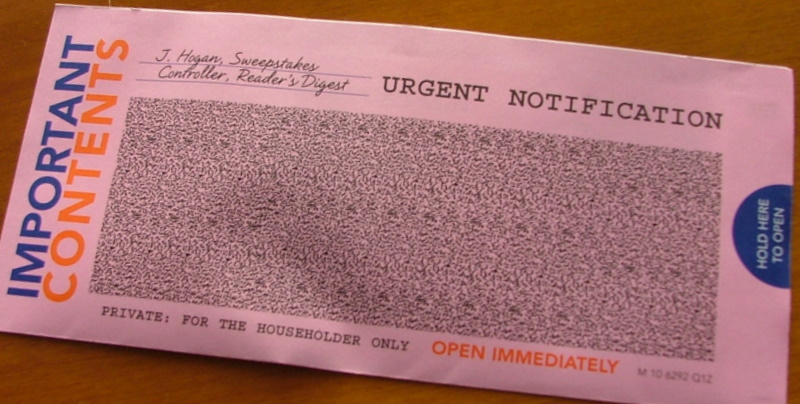 IMPORTANT
CONTENTS
J. Hogan, Sweepstakes
Controller, Reader's Digest
URGENT NOTIFICATION
HOLD HERE
TO OPEN
PRIVATE: FOR THE HOUSEHOLDER ONLY
OPEN IMMEDIATELY
M 10 6292 Q1Z